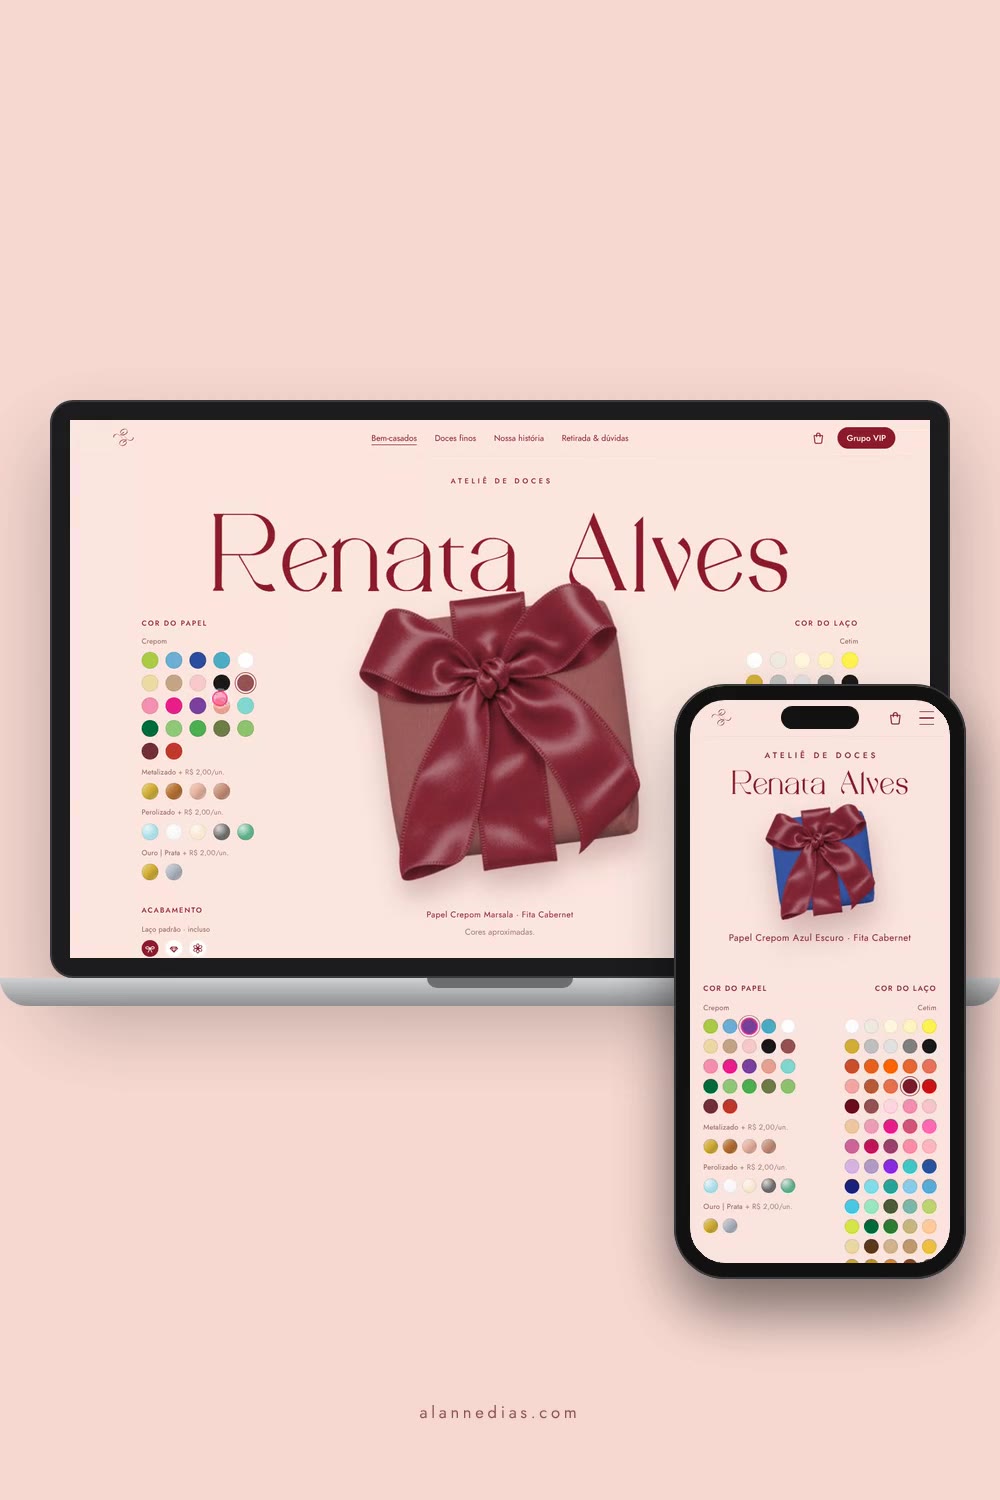 Bem-casados Doces finos Nossa história Retirada & dúvidas Grupo VIP
ATELIÊ DE DOCES
Renata Alves
COR DO PAPEL
Crepom
Metalizado + R$ 2,00/un.
Perolizado + R$ 2,00/un.
Ouro | Prata + R$ 2,00/un.
ACABAMENTO
Laço padrão · incluso
Papel Crepom Marsala · Fita Cabernet
Cores aproximadas.
COR DO LAÇO
Cetim
ATELIÊ DE DOCES
Renata Alves
Papel Crepom Azul Escuro · Fita Cabernet
COR DO PAPEL
Crepom
Metalizado + R$ 2,00/un.
Perolizado + R$ 2,00/un.
Ouro | Prata + R$ 2,00/un.
COR DO LAÇO
Cetim
alannedias.com